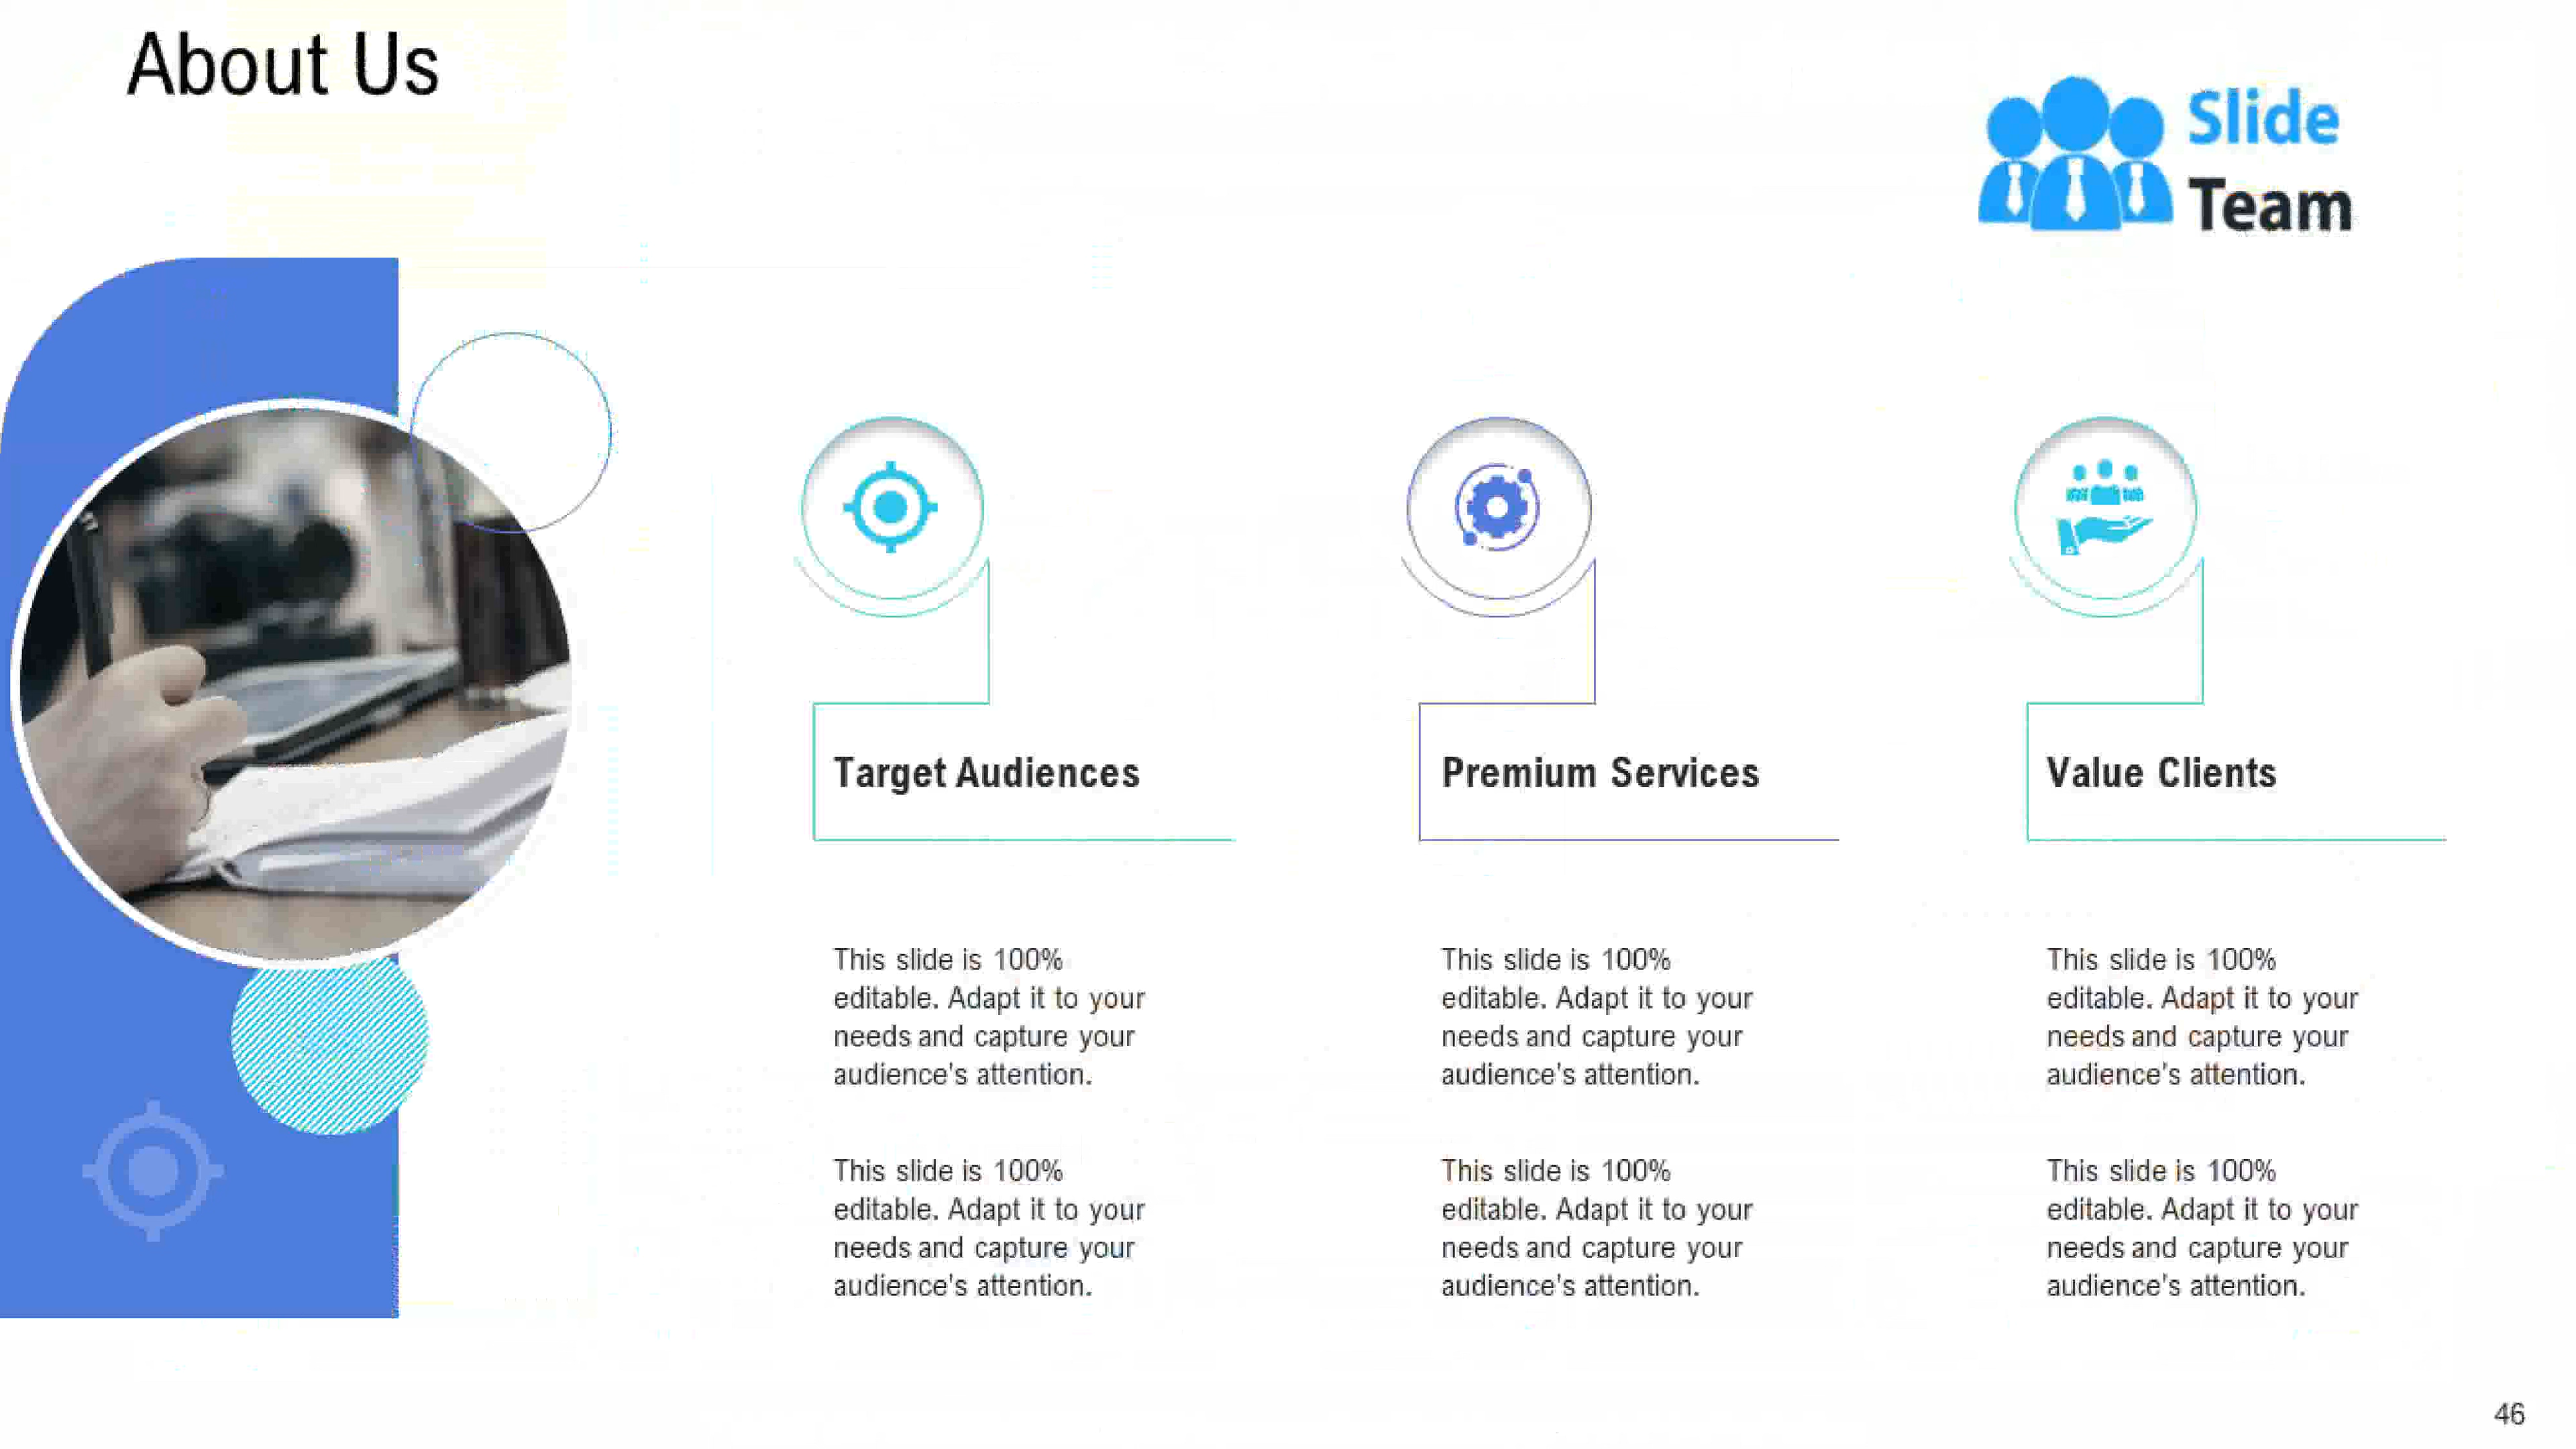 About Us
Slide
Team
Target Audiences
This slide is 100%
editable. Adapt it to your
needs and capture your
audience's attention.
This slide is 100%
editable. Adapt it to your
needs and capture your
audience's attention.
Premium Services
This slide is 100%
editable. Adapt it to your
needs and capture your
audience's attention.
This slide is 100%
editable. Adapt it to your
needs and capture your
audience's attention.
Value Clients
This slide is 100%
editable. Adapt it to your
needs and capture your
audience's attention.
This slide is 100%
editable. Adapt it to your
needs and capture your
audience's attention.
46